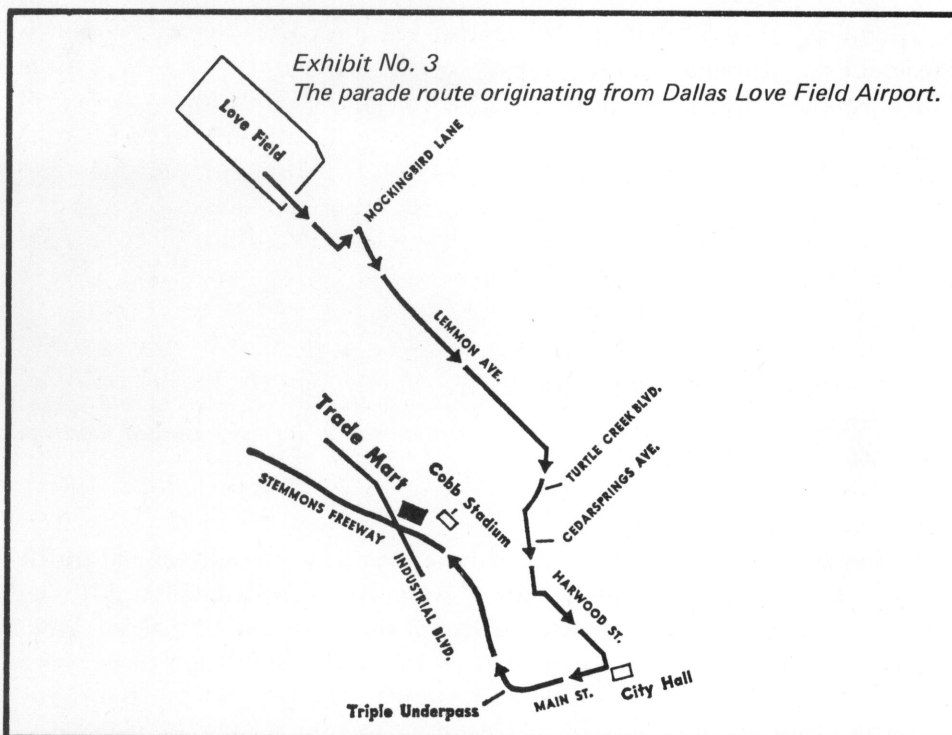 Exhibit No. 3
The parade route originating from Dallas Love Field Airport.
Love Field
MOCKINGBIRD LANE
LEMMON AVE.
TURTLE CREEK BLVD.
CEDARSPRINGS AVE.
Trade Mart
Cobb Stadium
STEMMONS FREEWAY
INDUSTRIAL BLVD.
HARWOOD ST.
City Hall
MAIN ST.
Triple Underpass